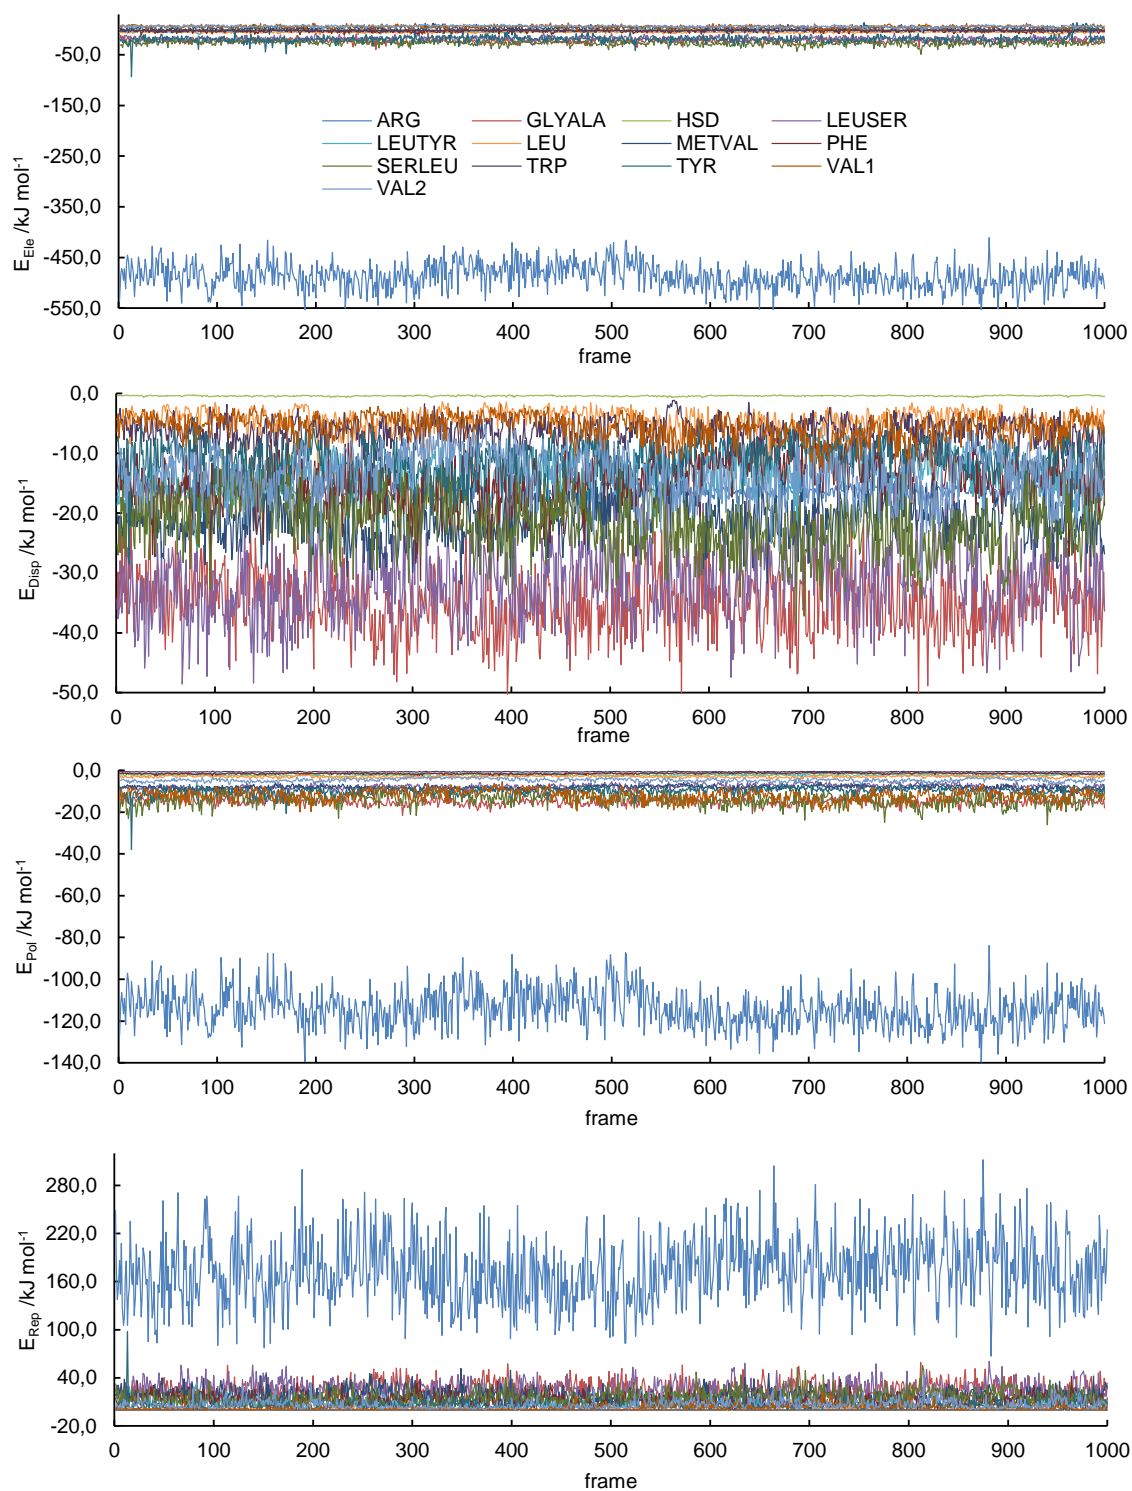 -50,0
-150,0
-250,0
-350,0
-450,0
-550,0
E_Ele /kJ mol⁻¹
ARG GLYALA HSD LEUSER
LEUTYR LEU METVAL PHE
SERLEU TRP TYR VAL1
VAL2
0 100 200 300 400 500 600 700 800 900 1000
frame
0,0
-10,0
-20,0
-30,0
-40,0
-50,0
E_Disp /kJ mol⁻¹
0 100 200 300 400 500 600 700 800 900 1000
frame
0,0
-20,0
-40,0
-60,0
-80,0
-100,0
-120,0
-140,0
E_Pol /kJ mol⁻¹
0 100 200 300 400 500 600 700 800 900 1000
frame
280,0
220,0
160,0
100,0
40,0
-20,0
E_Rep /kJ mol⁻¹
0 100 200 300 400 500 600 700 800 900 1000
frame